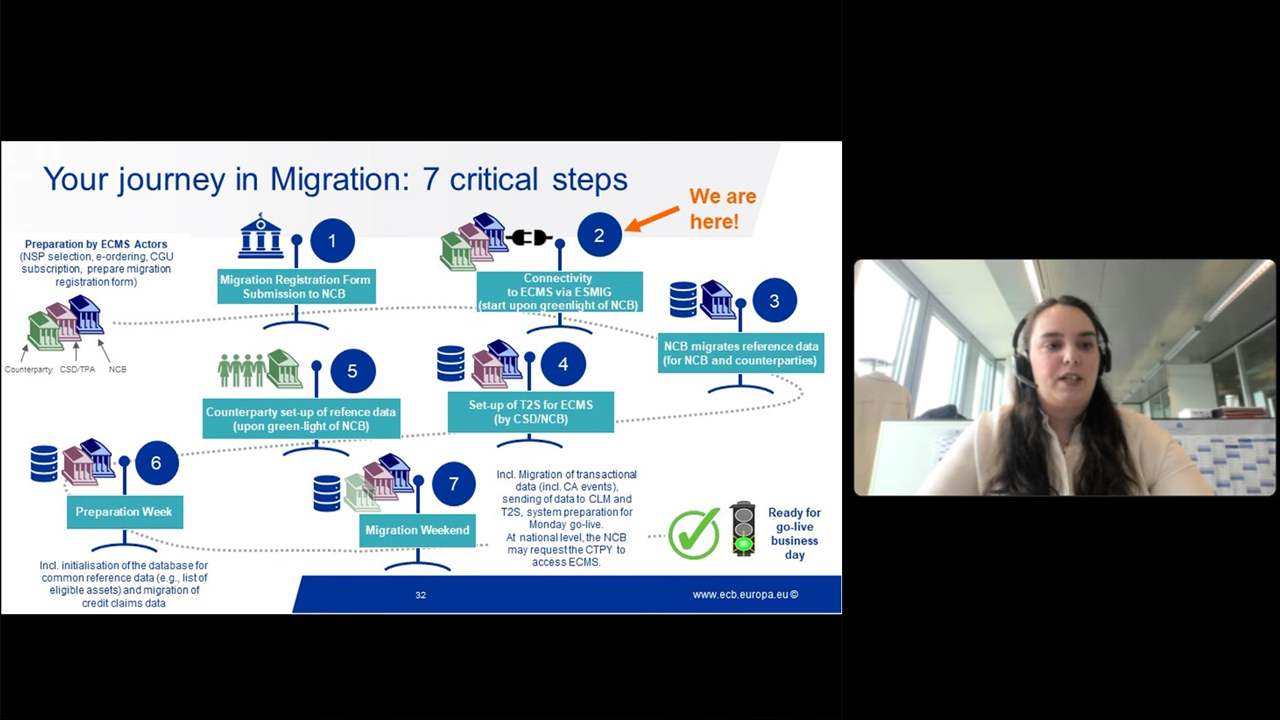 Your journey in Migration: 7 critical steps
We are
here!
Preparation by ECMS Actors
(NSP selection, e-ordering, CGU
subscription, prepare migration
registration form)
Counterparty
CSD/TPA
NCB
1
Migration Registration Form
Submission to NCB
2
Connectivity
to ECMS via ESMIG
(start upon greenlight of NCB)
3
NCB migrates reference data
(for NCB and counterparties)
4
Set-up of T2S for ECMS
(by CSD/NCB)
5
Counterparty set-up of refence data
(upon green-light of NCB)
6
Preparation Week
Incl. initialisation of the database for
common reference data (e.g., list of
eligible assets) and migration of
credit claims data
7
Migration Weekend
Incl. Migration of transactional
data (incl. CA events),
sending of data to CLM and
T2S, system preparation for
Monday go-live.
At national level, the NCB
may request the CTPY to
access ECMS.
Ready for
go-live
business
day
32
www.ecb.europa.eu ©